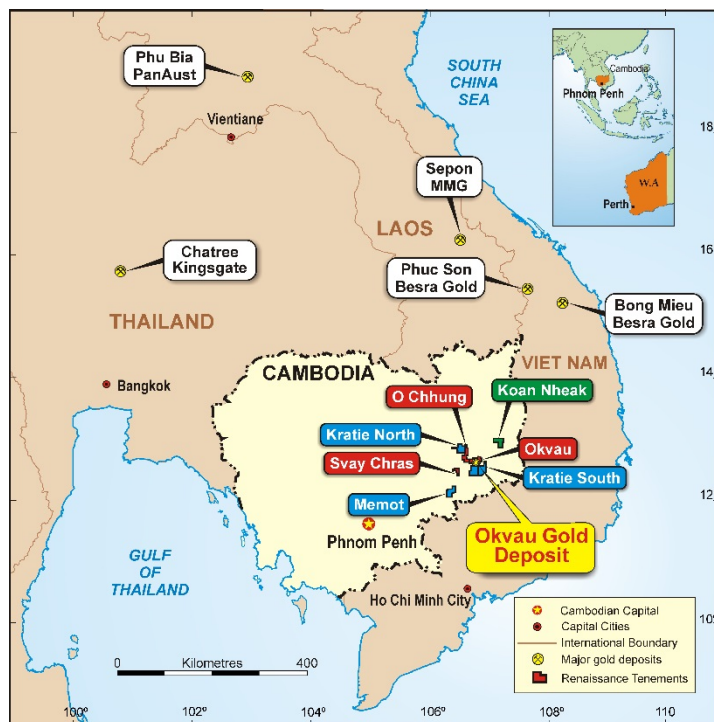 Phu Bia
PanAust
Vientiane
SOUTH
CHINA
SEA
Cambodia
Phnom Penh
W.A
Perth
18°
Sepon
MMG
LAOS
16°
Chatree
Kingsgate
Phuc Son
Besra Gold
Bong Mieu
Besra Gold
THAILAND
VIET NAM
14°
Bangkok
CAMBODIA
O Chhung
Koan Nheak
Kratie North
Okvau
Svay Chras
Kratie South
12°
Memot
Phnom Penh
Okvau Gold
Deposit
GULF
OF
THAILAND
Ho Chi Minh City
10°
Cambodian Capital
Capital Cities
International Boundary
Major gold deposits
Renaissance Tenements
0 Kilometres 400
100° 102° 104° 106° 108° 110